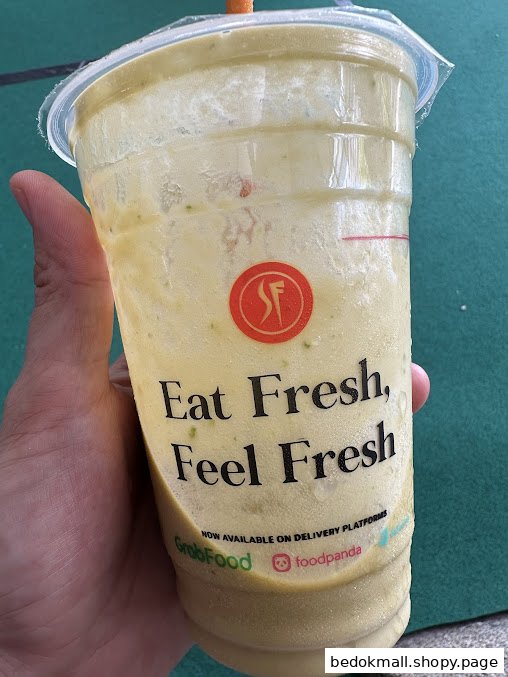 SF
Eat Fresh,
Feel Fresh
NOW AVAILABLE ON DELIVERY PLATFORMS
GrabFood foodpanda
bedokmall.shopy.page